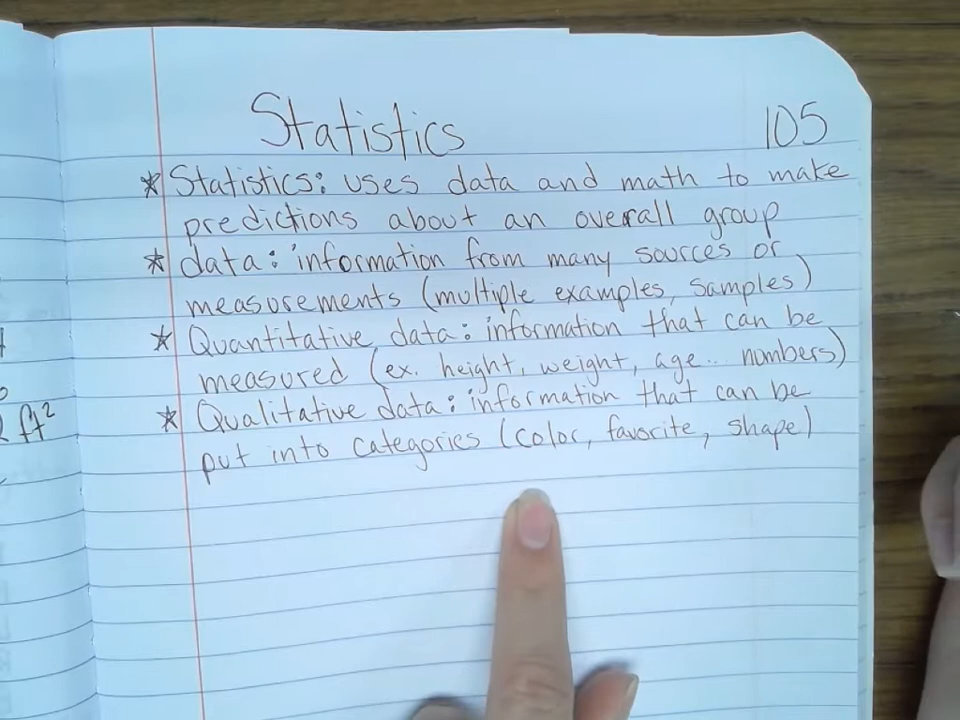 Statistics 105
* Statistics: uses data and math to make
predictions about an overall group
* data: information from many sources or
measurements (multiple examples, samples)
* Quantitative data: information that can be
measured (ex. height, weight, age... numbers)
* Qualitative data: information that can be
put into categories (color, favorite, shape)
ft²